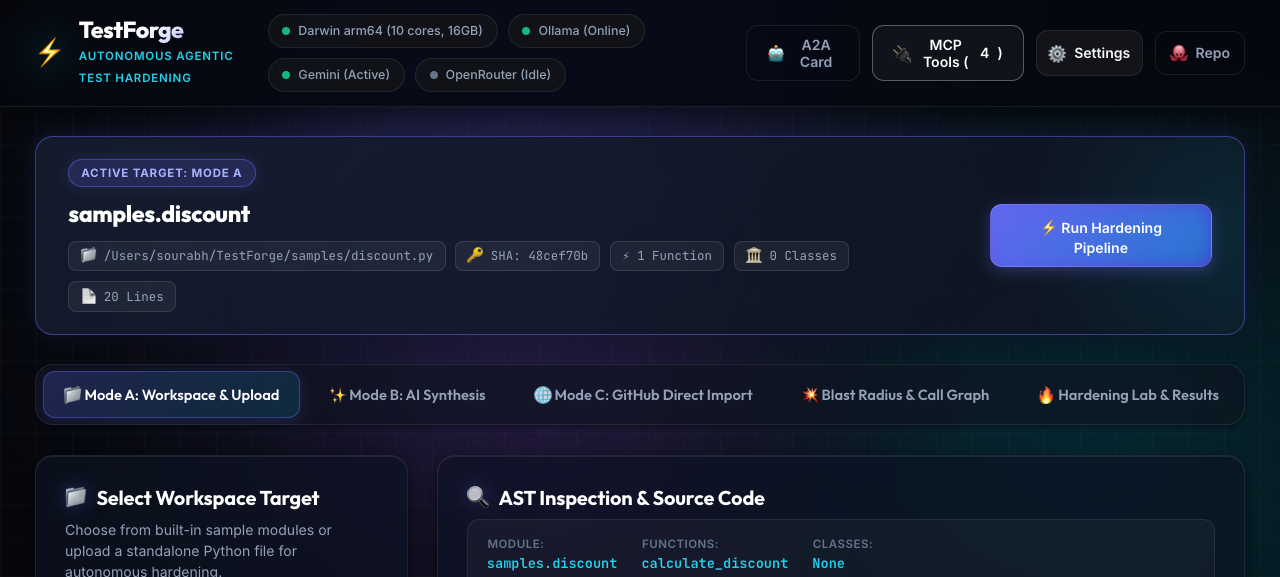 TestForge
AUTONOMOUS AGENTIC
TEST HARDENING
Darwin arm64 (10 cores, 16GB)
Ollama (Online)
Gemini (Active)
OpenRouter (Idle)
A2A
Card
MCP
Tools ( 4 )
Settings
Repo
ACTIVE TARGET: MODE A
samples.discount
/Users/sourabh/TestForge/samples/discount.py
SHA: 48cef70b
1 Function
0 Classes
20 Lines
Run Hardening
Pipeline
Mode A: Workspace & Upload
Mode B: AI Synthesis
Mode C: GitHub Direct Import
Blast Radius & Call Graph
Hardening Lab & Results
Select Workspace Target
Choose from built-in sample modules or
upload a standalone Python file for
autonomous hardening.
AST Inspection & Source Code
MODULE:
samples.discount
FUNCTIONS:
calculate_discount
CLASSES:
None